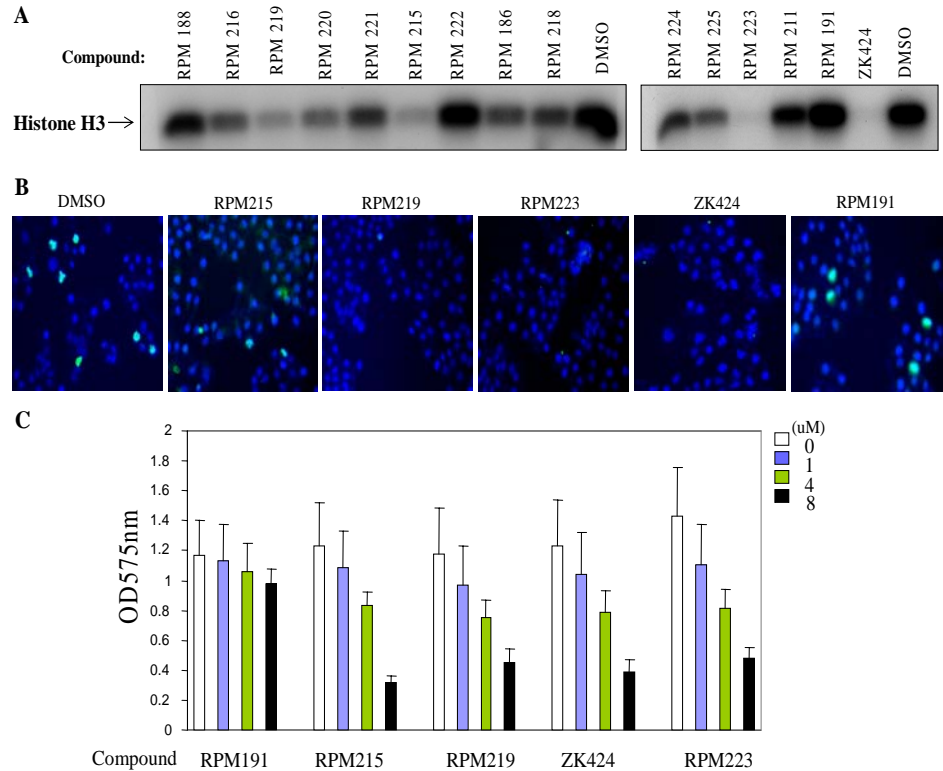 A
Compound:
RPM 188
RPM 216
RPM 219
RPM 220
RPM 221
RPM 215
RPM 222
RPM 186
RPM 218
DMSO
RPM 224
RPM 225
RPM 223
RPM 211
RPM 191
ZK424
DMSO
Histone H3
B
DMSO
RPM215
RPM219
RPM223
ZK424
RPM191
C
2
1.8
1.6
1.4
1.2
1
0.8
0.6
0.4
0.2
0
OD575nm
(uM)
0
1
4
8
Compound RPM191 RPM215 RPM219 ZK424 RPM223